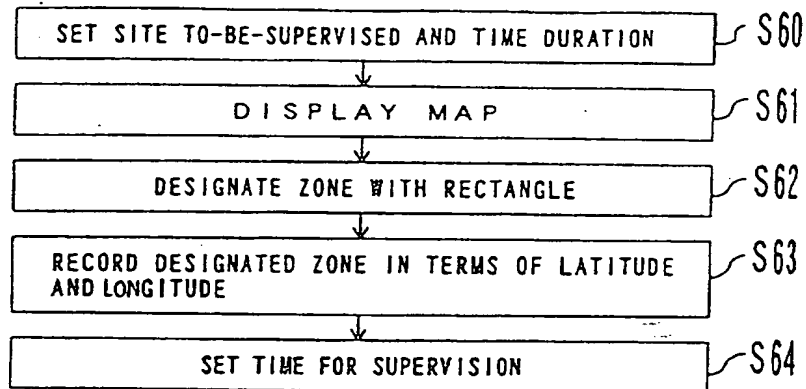 SET SITE TO-BE-SUPERVISED AND TIME DURATION S60
DISPLAY MAP S61
DESIGNATE ZONE WITH RECTANGLE S62
RECORD DESIGNATED ZONE IN TERMS OF LATITUDE
AND LONGITUDE S63
SET TIME FOR SUPERVISION S64